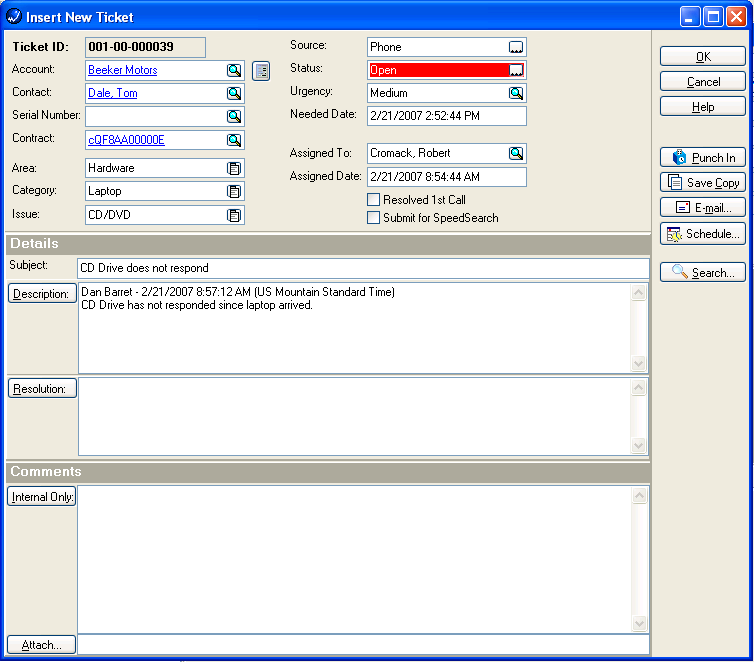 Insert New Ticket
Ticket ID: 001-00-000039
Account: Beeker Motors
Contact: Dale, Tom
Serial Number:
Contract: cQF8AA00000E
Area: Hardware
Category: Laptop
Issue: CD/DVD
Source: Phone
Status: Open
Urgency: Medium
Needed Date: 2/21/2007 2:52:44 PM
Assigned To: Cromack, Robert
Assigned Date: 2/21/2007 8:54:44 AM
Resolved 1st Call
Submit for SpeedSearch
OK
Cancel
Help
Punch In
Save Copy
E-mail...
Schedule...
Search...
Details
Subject: CD Drive does not respond
Description: Dan Barret - 2/21/2007 8:57:12 AM (US Mountain Standard Time)
CD Drive has not responded since laptop arrived.
Resolution:
Comments
Internal Only:
Attach...